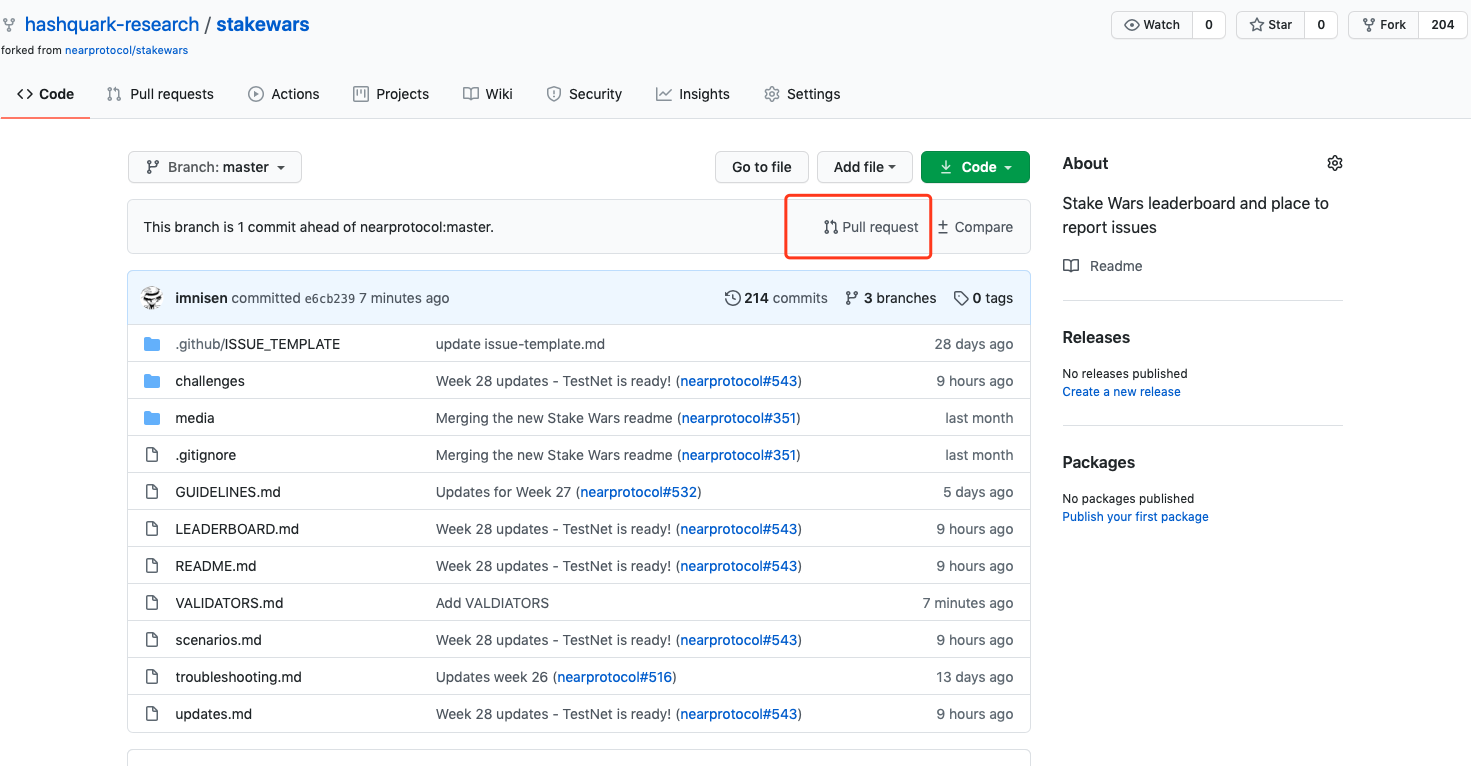 hashquark-research / stakewars
Watch 0 Star 0 Fork 204
forked from nearprotocol/stakewars
Code Pull requests Actions Projects Wiki Security Insights Settings
Branch: master Go to file Add file Code
This branch is 1 commit ahead of nearprotocol:master. Pull request Compare
imnisen committed e6cb239 7 minutes ago 214 commits 3 branches 0 tags
.github/ISSUE_TEMPLATE update issue-template.md 28 days ago
challenges Week 28 updates - TestNet is ready! (nearprotocol#543) 9 hours ago
media Merging the new Stake Wars readme (nearprotocol#351) last month
.gitignore Merging the new Stake Wars readme (nearprotocol#351) last month
GUIDELINES.md Updates for Week 27 (nearprotocol#532) 5 days ago
LEADERBOARD.md Week 28 updates - TestNet is ready! (nearprotocol#543) 9 hours ago
README.md Week 28 updates - TestNet is ready! (nearprotocol#543) 9 hours ago
VALIDATORS.md Add VALDIATORS 7 minutes ago
scenarios.md Week 28 updates - TestNet is ready! (nearprotocol#543) 9 hours ago
troubleshooting.md Updates week 26 (nearprotocol#516) 13 days ago
updates.md Week 28 updates - TestNet is ready! (nearprotocol#543) 9 hours ago
About
Stake Wars leaderboard and place to
report issues
Readme
Releases
No releases published
Create a new release
Packages
No packages published
Publish your first package